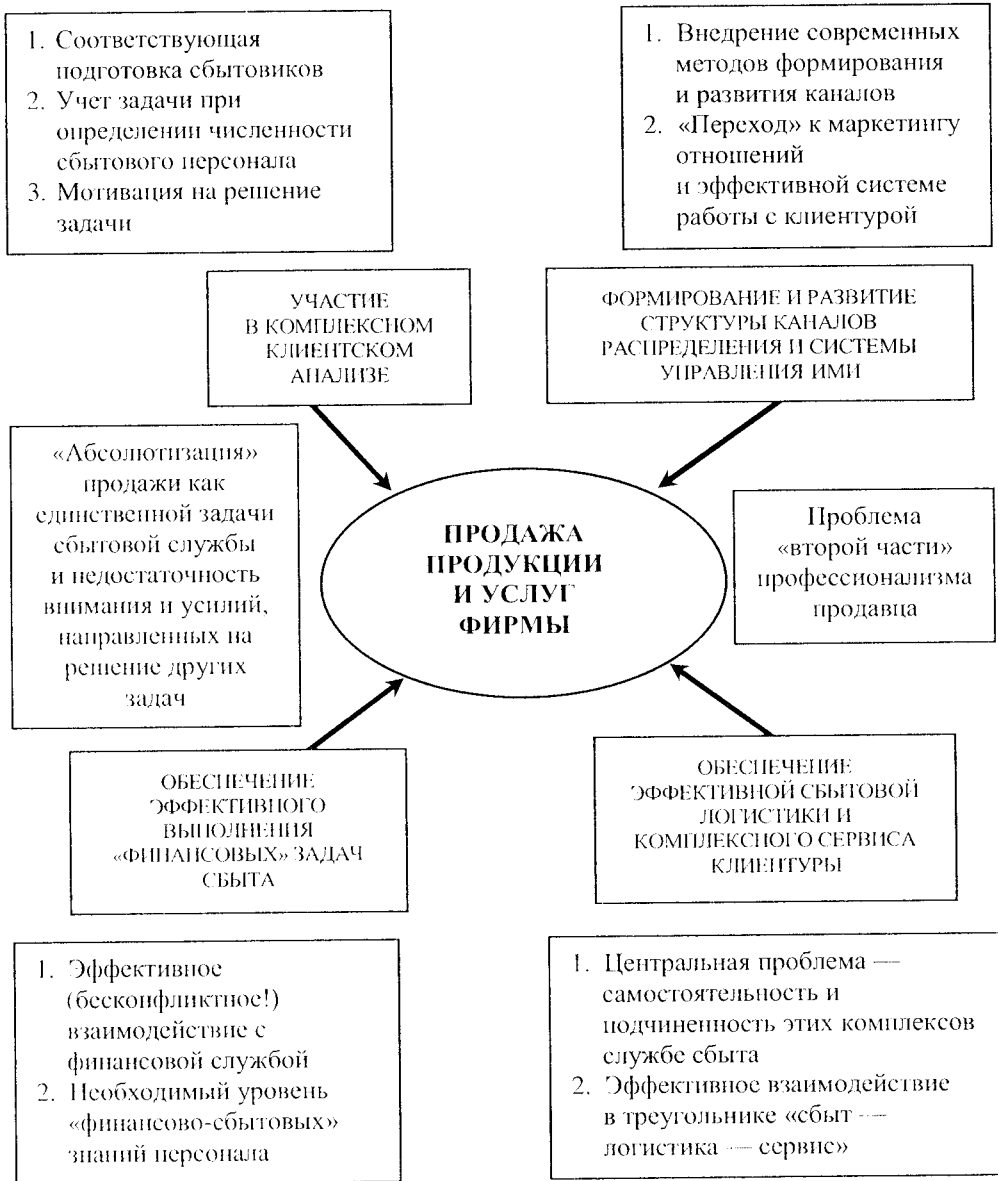 1. Соответствующая
подготовка сбытовиков
2. Учет задачи при
определении численности
сбытового персонала
3. Мотивация на решение
задачи
1. Внедрение современных
методов формирования
и развития каналов
2. «Переход» к маркетингу
отношений
и эффективной системе
работы с клиентурой
УЧАСТИЕ
В КОМПЛЕКСНОМ
КЛИЕНТСКОМ
АНАЛИЗЕ
ФОРМИРОВАНИЕ И РАЗВИТИЕ
СТРУКТУРЫ КАНАЛОВ
РАСПРЕДЕЛЕНИЯ И СИСТЕМЫ
УПРАВЛЕНИЯ ИМИ
«Абсолютизация»
продажи как
единственной задачи
сбытовой службы
и недостаточность
внимания и усилий,
направленных на
решение других
задач
ПРОДАЖА
ПРОДУКЦИИ
И УСЛУГ
ФИРМЫ
Проблема
«второй части»
профессионализма
продавца
ОБЕСПЕЧЕНИЕ
ЭФФЕКТИВНОГО
ВЫПОЛНЕНИЯ
«ФИНАНСОВЫХ» ЗАДАЧ
СБЫТА
ОБЕСПЕЧЕНИЕ
ЭФФЕКТИВНОЙ СБЫТОВОЙ
ЛОГИСТИКИ И
КОМПЛЕКСНОГО СЕРВИСА
КЛИЕНТУРЫ
1. Эффективное
(бесконфликтное!)
взаимодействие с
финансовой службой
2. Необходимый уровень
«финансово-сбытовых»
знаний персонала
1. Центральная проблема —
самостоятельность и
подчиненность этих комплексов
службе сбыта
2. Эффективное взаимодействие
в треугольнике «сбыт —
логистика — сервис»